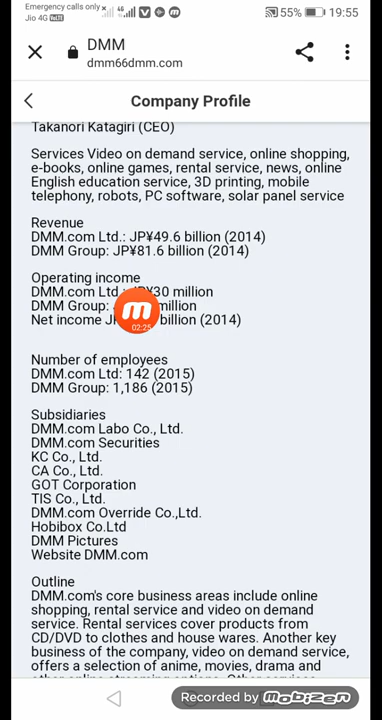 Emergency calls only
Jio 4G VoLTE
4G
55%
19:55
DMM
dmm66dmm.com
Company Profile
Takanori Katagiri (CEO)
Services Video on demand service, online shopping,
e-books, online games, rental service, news, online
English education service, 3D printing, mobile
telephony, robots, PC software, solar panel service
Revenue
DMM.com Ltd.: JP¥49.6 billion (2014)
DMM Group: JP¥81.6 billion (2014)
Operating income
DMM.com Ltd.: JP¥30 million
DMM Group: million
Net income billion (2014)
m
02:25
Number of employees
DMM.com Ltd: 142 (2015)
DMM Group: 1,186 (2015)
Subsidiaries
DMM.com Labo Co., Ltd.
DMM.com Securities
KC Co., Ltd.
CA Co., Ltd.
GOT Corporation
TIS Co., Ltd.
DMM.com Override Co.,Ltd.
Hobibox Co.Ltd
DMM Pictures
Website DMM.com
Outline
DMM.com's core business areas include online
shopping, rental service and video on demand
service. Rental services cover products from
CD/DVD to clothes and house wares. Another key
business of the company, video on demand service,
offers a selection of anime, movies, drama and
Recorded by Mobizen